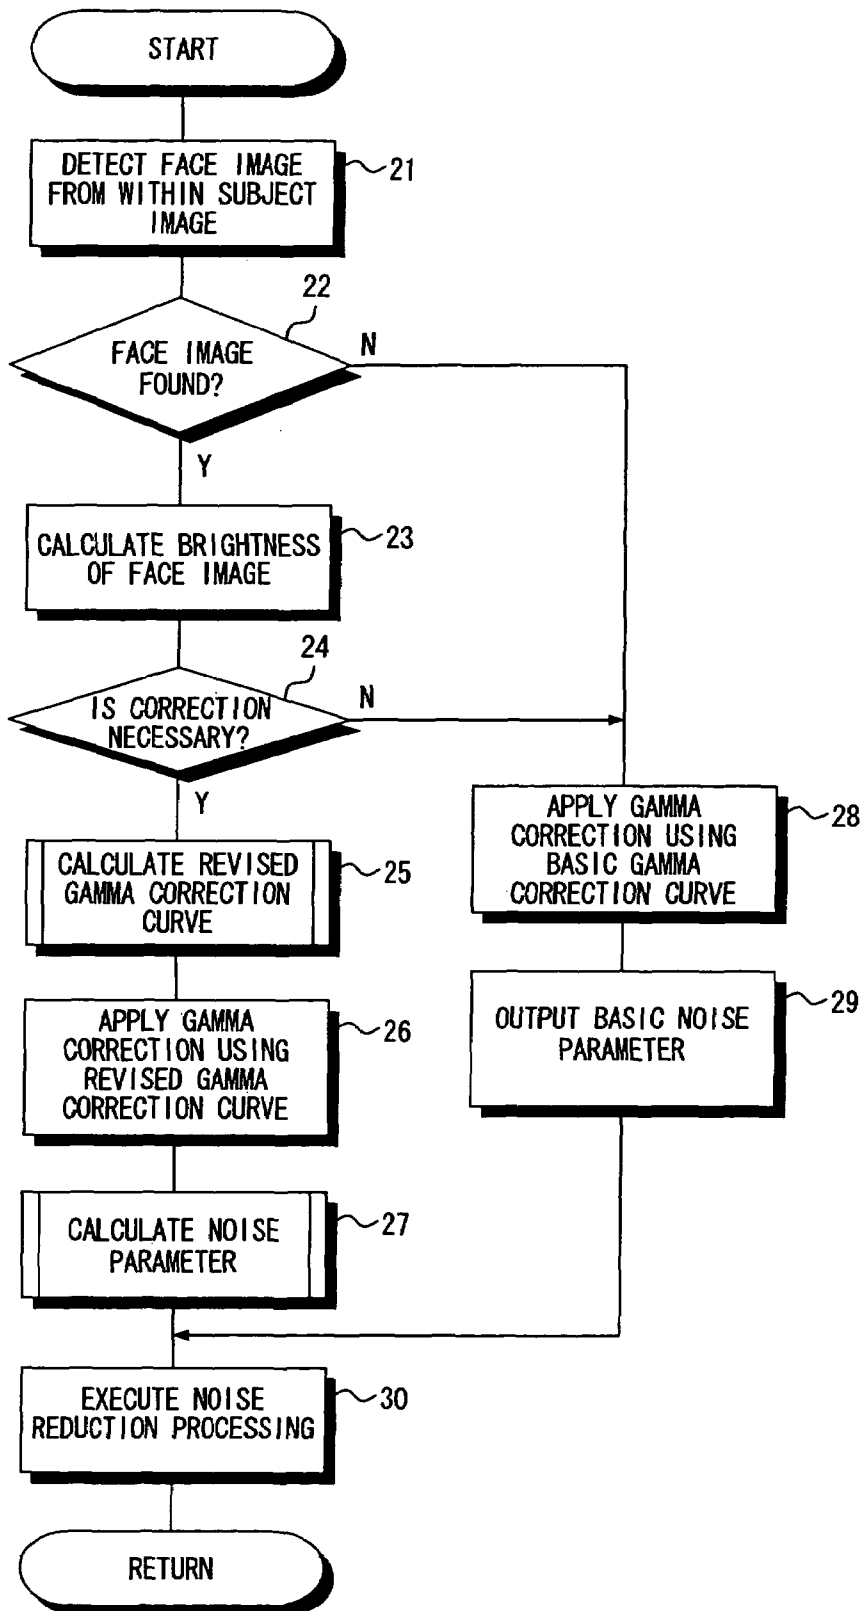 START
DETECT FACE IMAGE
FROM WITHIN SUBJECT
IMAGE
21
22
FACE IMAGE
FOUND?
N
Y
CALCULATE BRIGHTNESS
OF FACE IMAGE
23
24
IS CORRECTION
NECESSARY?
N
Y
CALCULATE REVISED
GAMMA CORRECTION
CURVE
25
APPLY GAMMA
CORRECTION USING
BASIC GAMMA
CORRECTION CURVE
28
APPLY GAMMA
CORRECTION USING
REVISED GAMMA
CORRECTION CURVE
26
OUTPUT BASIC NOISE
PARAMETER
29
CALCULATE NOISE
PARAMETER
27
EXECUTE NOISE
REDUCTION PROCESSING
30
RETURN